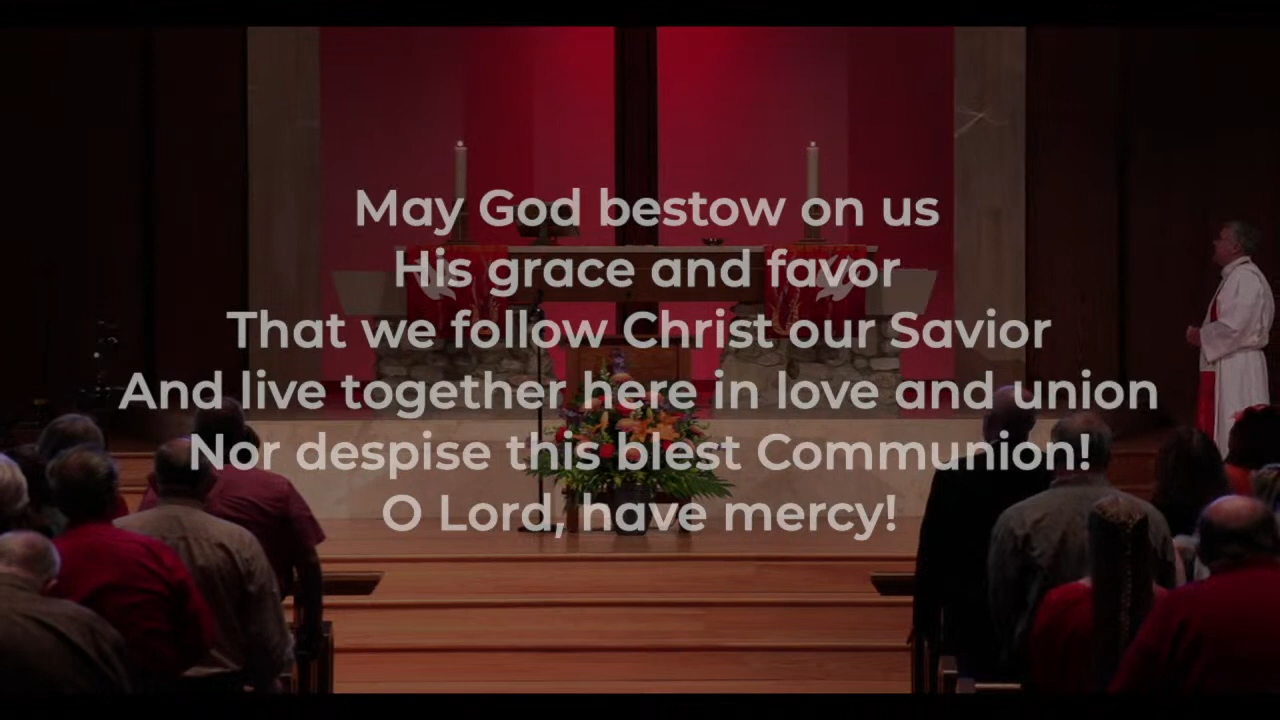 May God bestow on us
His grace and favor
That we follow Christ our Savior
And live together here in love and union
Nor despise this blest Communion!
O Lord, have mercy!